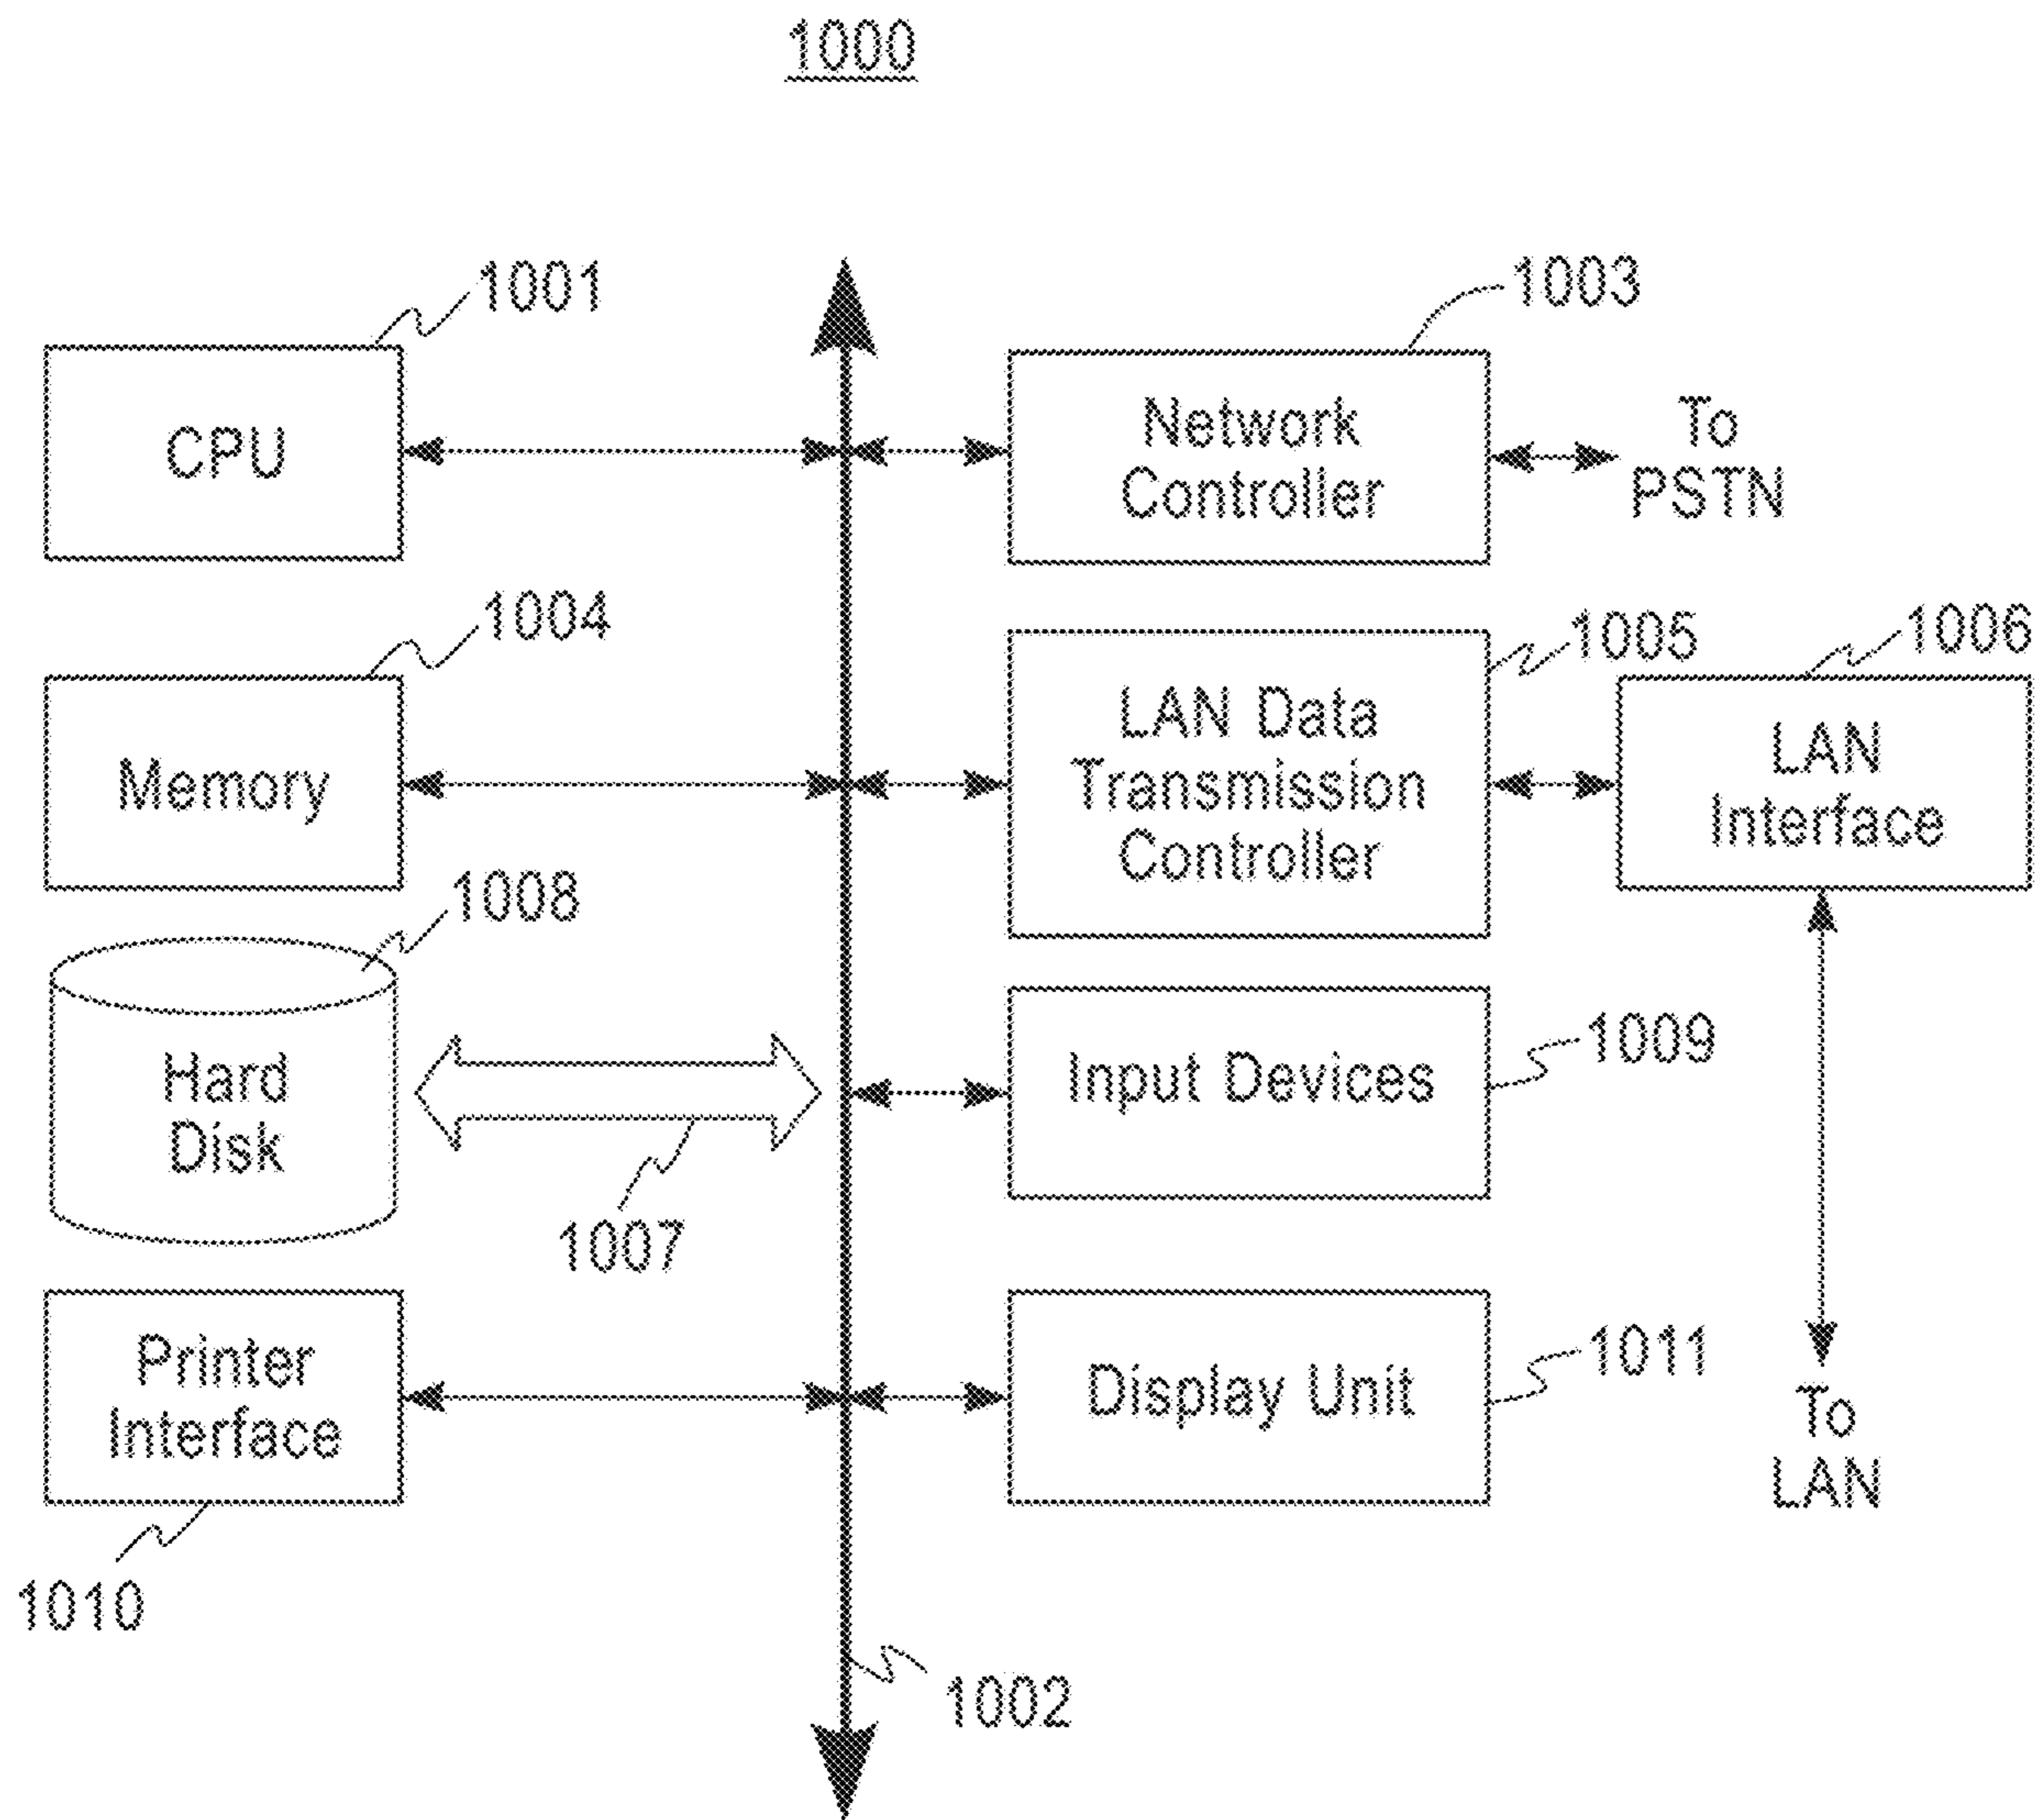 1000
1001
CPU
1003
Network
Controller
To
PSTN
1004
Memory
1005
LAN Data
Transmission
Controller
1006
LAN
Interface
1008
Hard
Disk
1007
1009
Input Devices
Printer
Interface
1010
1011
Display Unit
To
LAN
1002